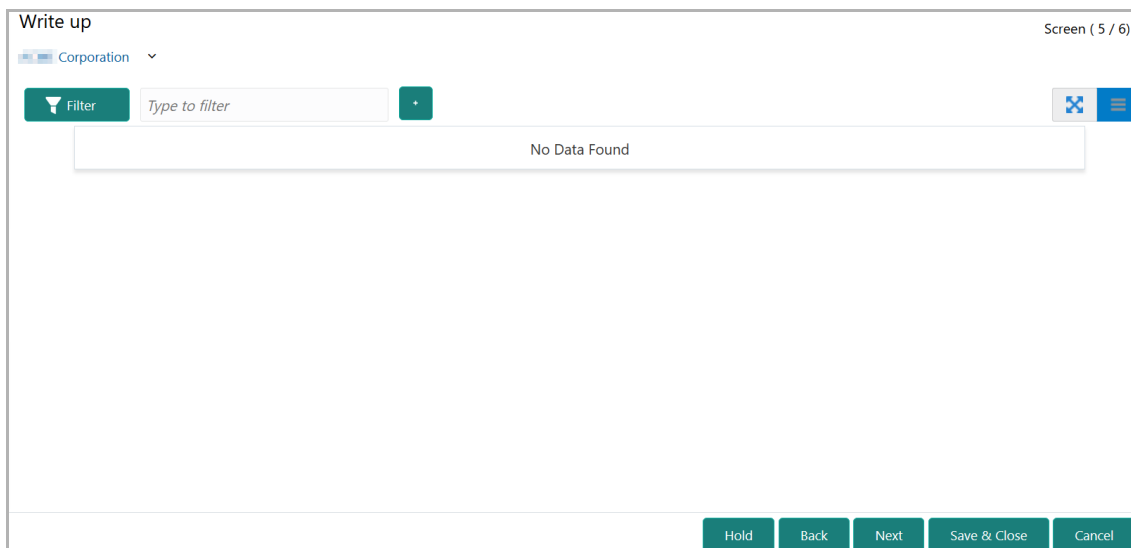 Write up
Screen ( 5 / 6)
Corporation
Filter
Type to filter
+
No Data Found
Hold
Back
Next
Save & Close
Cancel